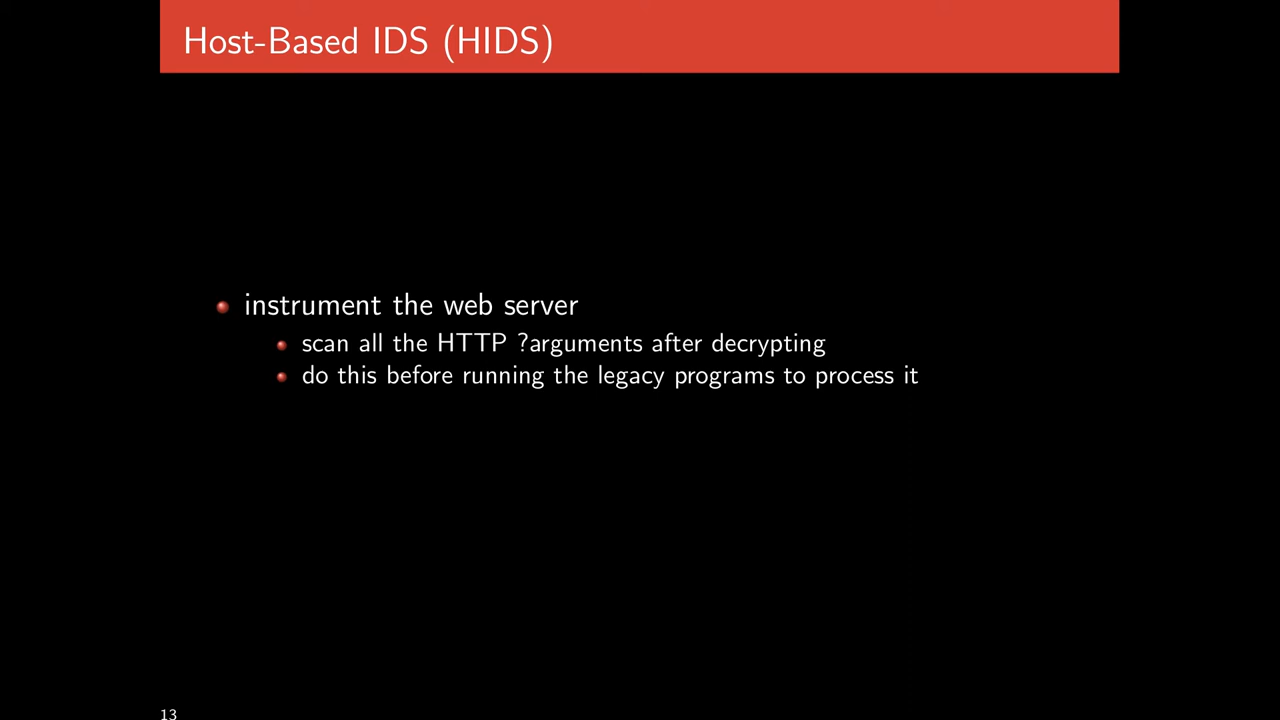 Host-Based IDS (HIDS)
instrument the web server
scan all the HTTP ?arguments after decrypting
do this before running the legacy programs to process it
13